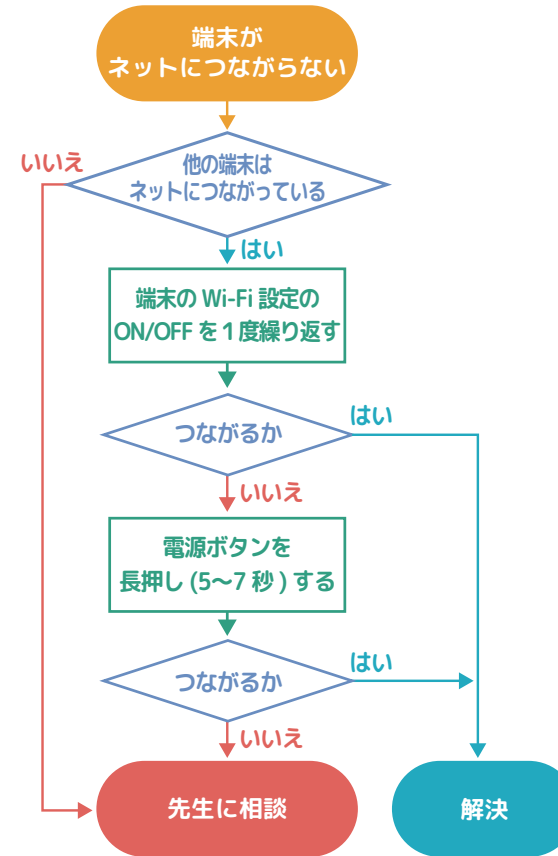 端末が
ネットにつながらない
いいえ
他の端末は
ネットにつながっている
はい
端末の Wi-Fi 設定の
ON/OFF を 1 度繰り返す
つながるか
はい
いいえ
電源ボタンを
長押し (5〜7 秒 ) する
つながるか
はい
いいえ
先生に相談
解決